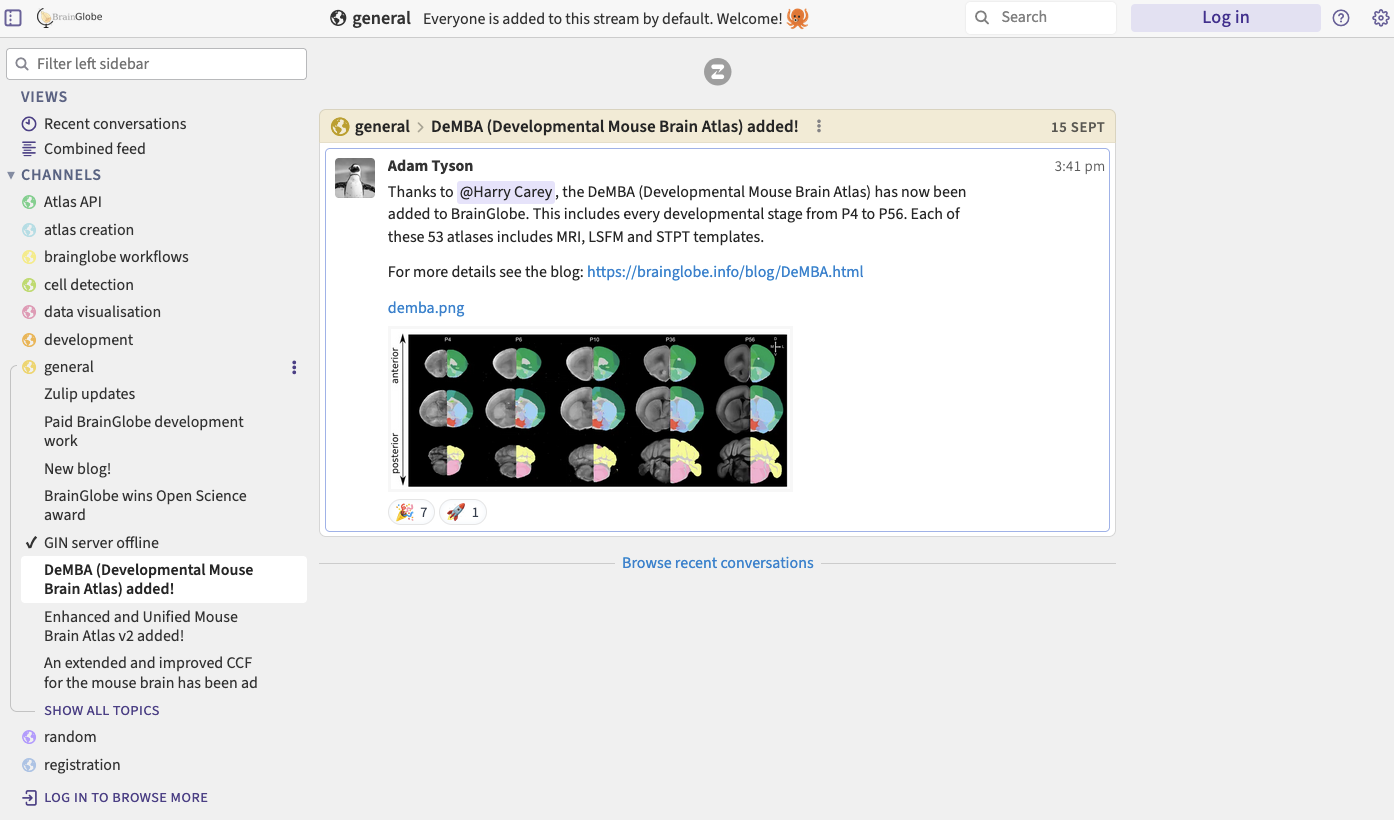 BrainGlobe
general Everyone is added to this stream by default. Welcome! 🐙
Search
Log in
Filter left sidebar
VIEWS
Recent conversations
Combined feed
CHANNELS
Atlas API
atlas creation
brainglobe workflows
cell detection
data visualisation
development
general
Zulip updates
Paid BrainGlobe development
work
New blog!
BrainGlobe wins Open Science
award
✔ GIN server offline
DeMBA (Developmental Mouse
Brain Atlas) added!
Enhanced and Unified Mouse
Brain Atlas v2 added!
An extended and improved CCF
for the mouse brain has been ad
SHOW ALL TOPICS
random
registration
LOG IN TO BROWSE MORE
Z
general > DeMBA (Developmental Mouse Brain Atlas) added!
15 SEPT
Adam Tyson
3:41 pm
Thanks to @Harry Carey, the DeMBA (Developmental Mouse Brain Atlas) has now been
added to BrainGlobe. This includes every developmental stage from P4 to P56. Each of
these 53 atlases includes MRI, LSFM and STPT templates.
For more details see the blog: https://brainglobe.info/blog/DeMBA.html
demba.png
anterior
posterior
P4 P6 P10 P36 P56
🎉 7 🚀 1
Browse recent conversations